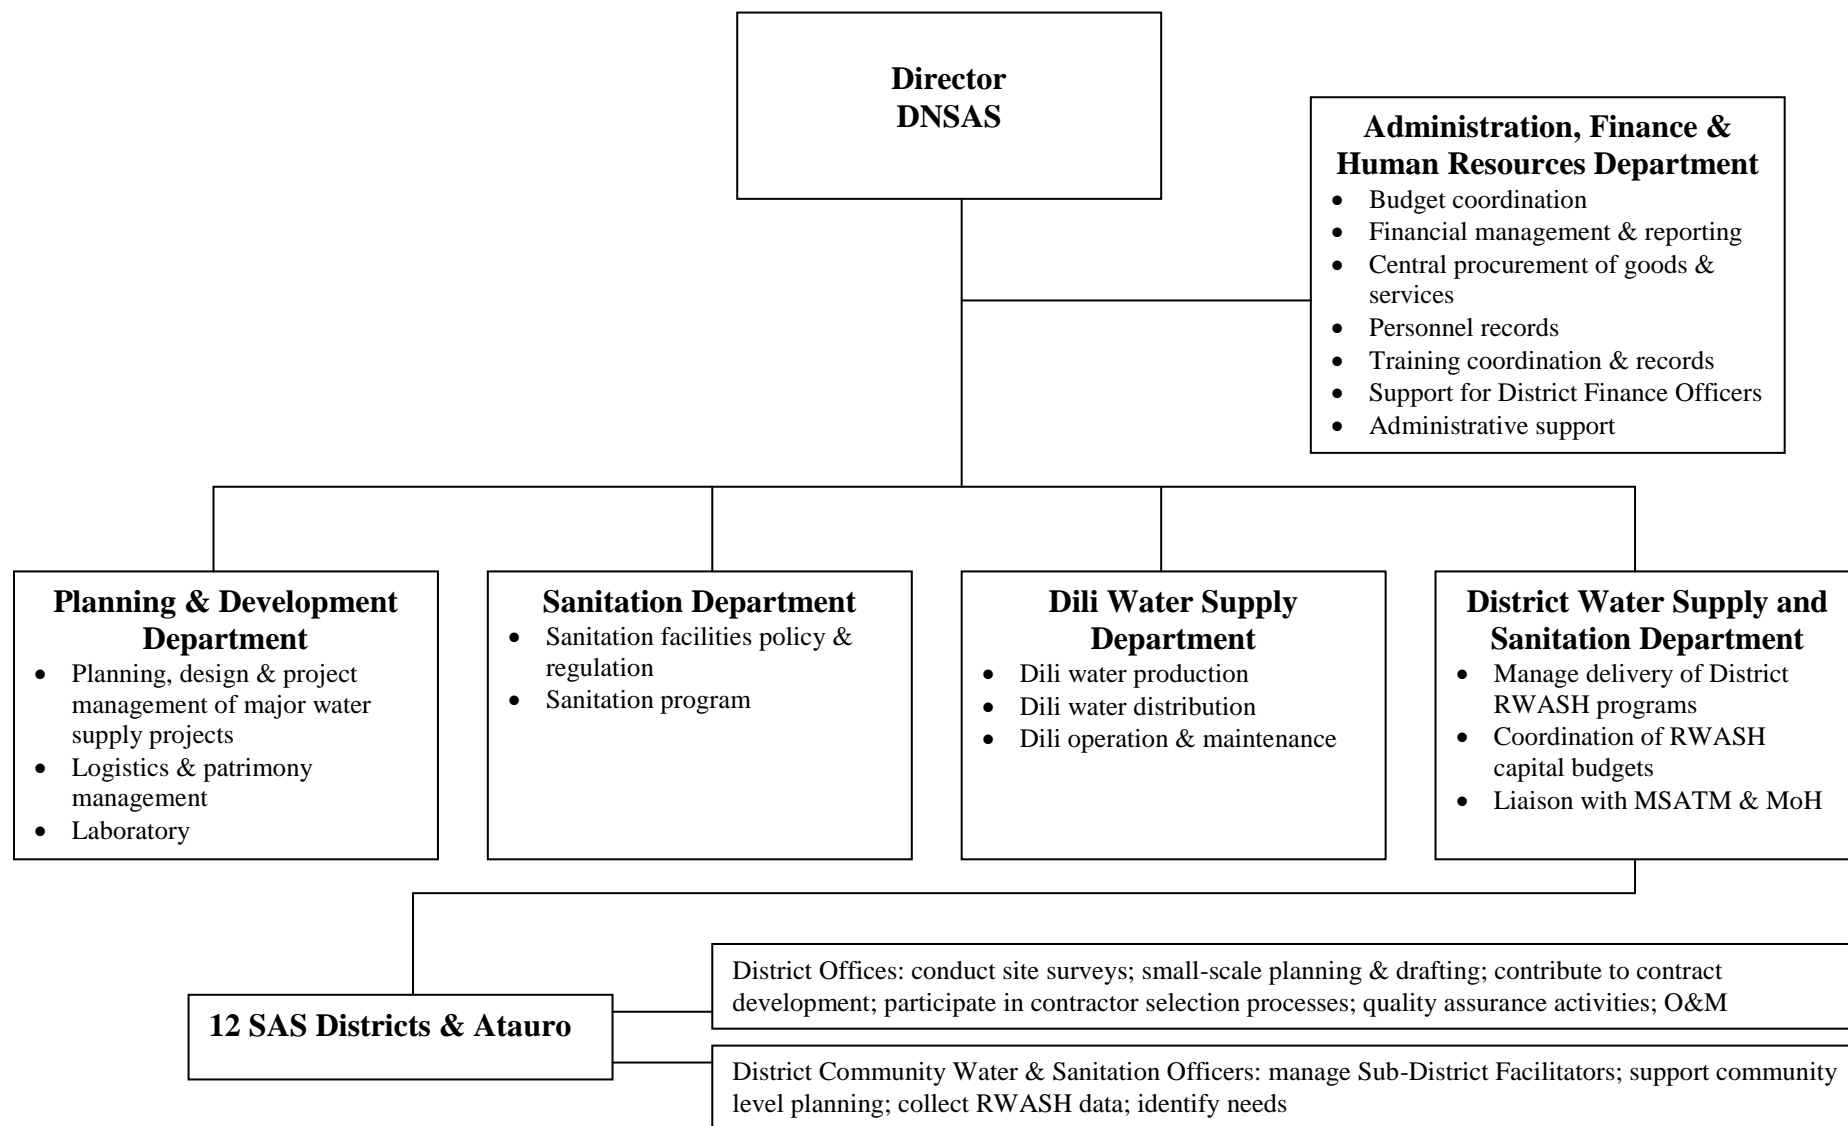 Director
DNSAS
Administration, Finance &
Human Resources Department
• Budget coordination
• Financial management & reporting
• Central procurement of goods &
services
• Personnel records
• Training coordination & records
• Support for District Finance Officers
• Administrative support
Planning & Development
Department
• Planning, design & project
management of major water
supply projects
• Logistics & patrimony
management
• Laboratory
Sanitation Department
• Sanitation facilities policy &
regulation
• Sanitation program
Dili Water Supply
Department
• Dili water production
• Dili water distribution
• Dili operation & maintenance
District Water Supply and
Sanitation Department
• Manage delivery of District
RWASH programs
• Coordination of RWASH
capital budgets
• Liaison with MSATM & MoH
12 SAS Districts & Atauro
District Offices: conduct site surveys; small-scale planning & drafting; contribute to contract
development; participate in contractor selection processes; quality assurance activities; O&M
District Community Water & Sanitation Officers: manage Sub-District Facilitators; support community
level planning; collect RWASH data; identify needs